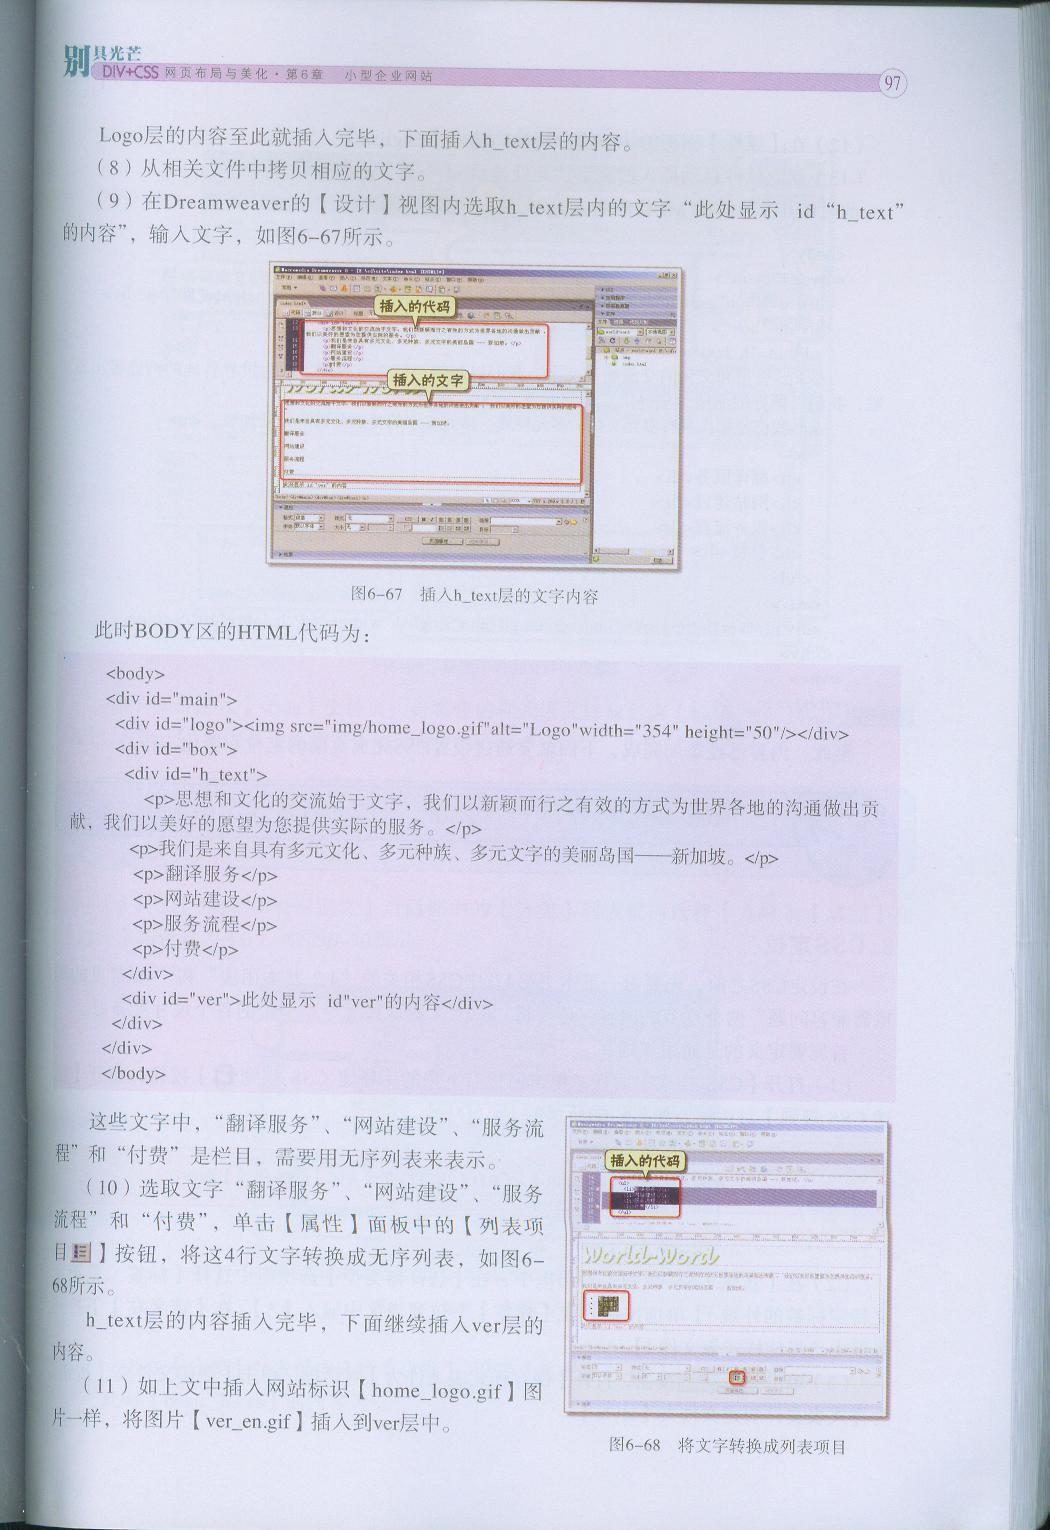 别具光芒
DIV+CSS 网页布局与美化·第6章 小型企业网站
97
Logo层的内容至此就插入完毕，下面插入h_text层的内容。
（8）从相关文件中拷贝相应的文字。
（9）在Dreamweaver的【设计】视图内选取h_text层内的文字“此处显示 id“h_text”
的内容”，输入文字，如图6-67所示。
插入的代码
插入的文字
图6-67 插入h_text层的文字内容
此时BODY区的HTML代码为：
<body>
<div id="main">
<div id="logo"><img src="img/home_logo.gif"alt="Logo"width="354" height="50"/></div>
<div id="box">
<div id="h_text">
<p>思想和文化的交流始于文字，我们以新颖而行之有效的方式为世界各地的沟通做出贡
献，我们以美好的愿望为您提供实际的服务。</p>
<p>我们是来自具有多元文化、多元种族、多元文字的美丽岛国——新加坡。</p>
<p>翻译服务</p>
<p>网站建设</p>
<p>服务流程</p>
<p>付费</p>
</div>
<div id="ver">此处显示 id"ver"的内容</div>
</div>
</div>
</body>
这些文字中，“翻译服务”、“网站建设”、“服务流
程”和“付费”是栏目，需要用无序列表来表示。
（10）选取文字“翻译服务”、“网站建设”、“服务
流程”和“付费”，单击【属性】面板中的【列表项
目】按钮，将这4行文字转换成无序列表，如图6-
68所示。
h_text层的内容插入完毕，下面继续插入ver层的
内容。
（11）如上文中插入网站标识【home_logo.gif】图
片一样，将图片【ver_en.gif】插入到ver层中。
插入的代码
World-Word
图6-68 将文字转换成列表项目